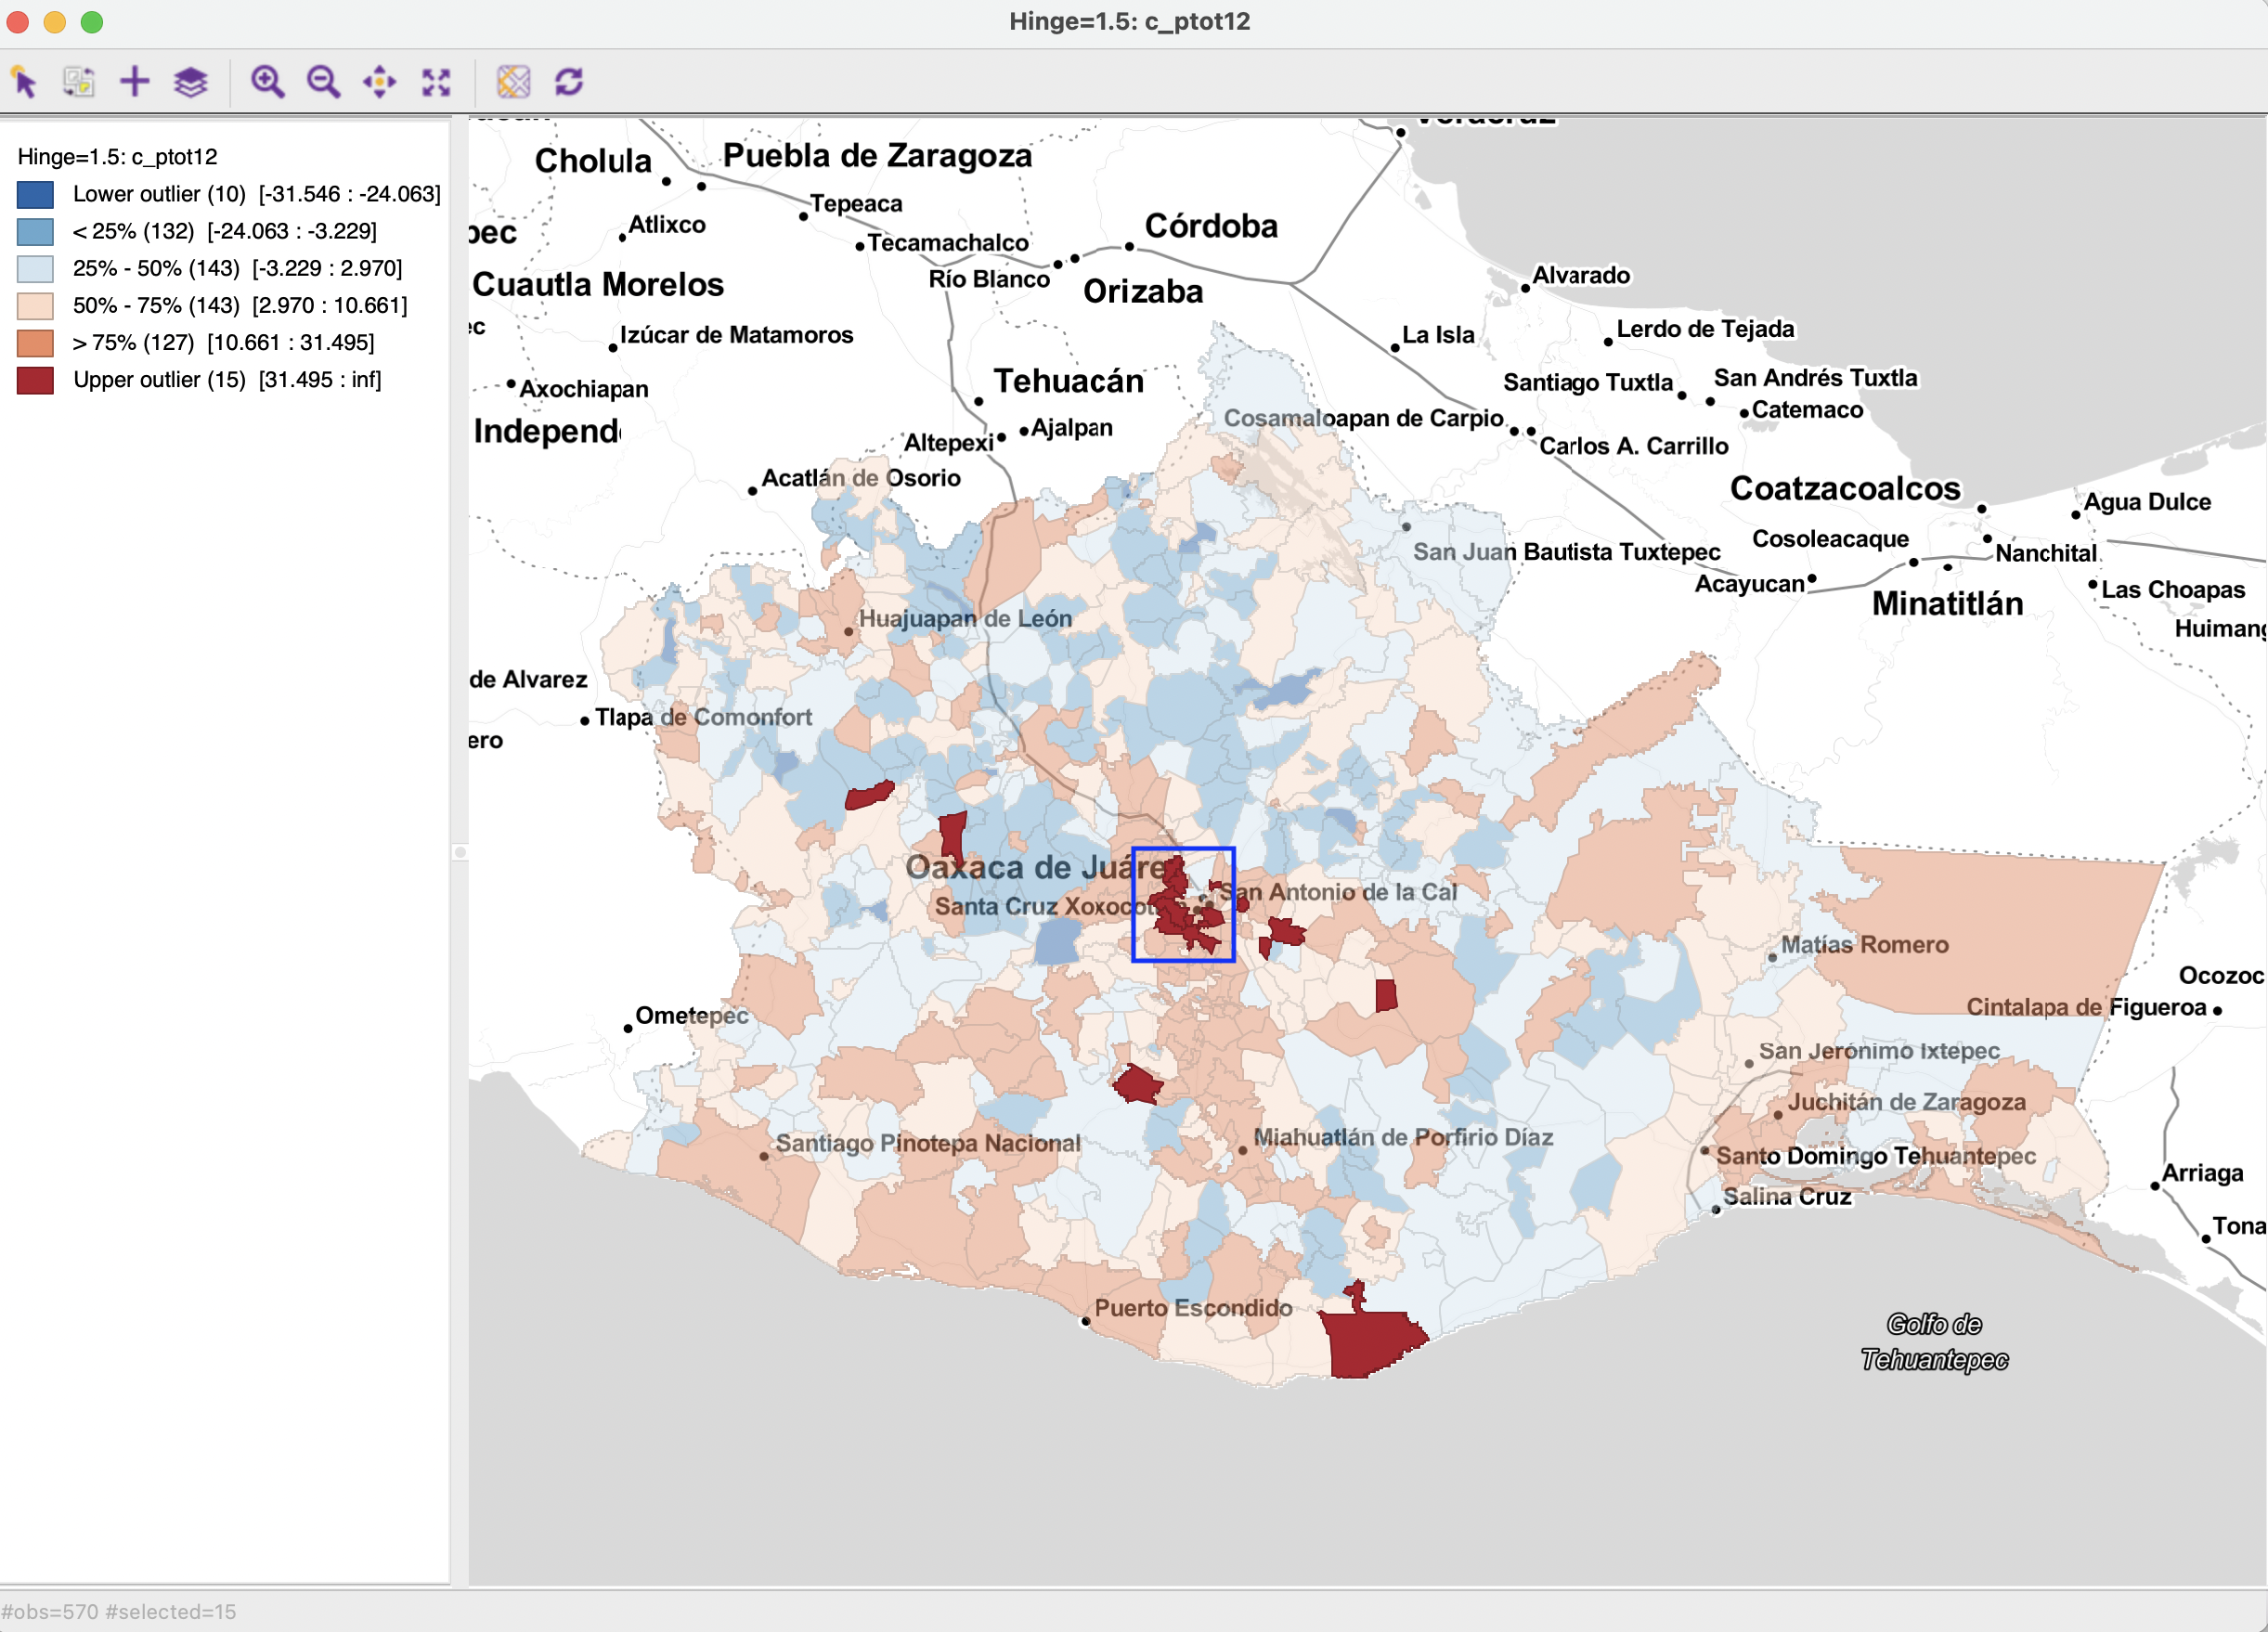 Hinge=1.5: c_ptot12
Hinge=1.5: c_ptot12
Lower outlier (10) [-31.546 : -24.063]
< 25% (132) [-24.063 : -3.229]
25% - 50% (143) [-3.229 : 2.970]
50% - 75% (143) [2.970 : 10.661]
> 75% (127) [10.661 : 31.495]
Upper outlier (15) [31.495 : inf]
Cholula
Puebla de Zaragoza
Tepeaca
Atlixco
Tecamachalco
Córdoba
Río Blanco
Orizaba
Cuautla Morelos
Alvarado
La Isla
Lerdo de Tejada
Izúcar de Matamoros
Axochiapan
Tehuacán
Santiago Tuxtla
San Andrés Tuxtla
Catemaco
Cosamaloapan de Carpio
Carlos A. Carrillo
Altepexi
Ajalpan
Acatlán de Osorio
Coatzacoalcos
Agua Dulce
San Juan Bautista Tuxtepec
Cosoleacaque
Nanchital
Acayucan
Las Choapas
Minatitlán
Huajuapan de León
de Alvarez
Tlapa de Comonfort
Oaxaca de Juáre
San Antonio de la Cal
Santa Cruz Xoxoco
Matías Romero
Ometepec
Cintalapa de Figueroa
San Jerónimo Ixtepec
Juchitán de Zaragoza
Santiago Pinotepa Nacional
Miahuatlán de Porfirio Díaz
Santo Domingo Tehuantepec
Arriaga
Salina Cruz
Tona
Puerto Escondido
Golfo de
Tehuantepec
#obs=570 #selected=15